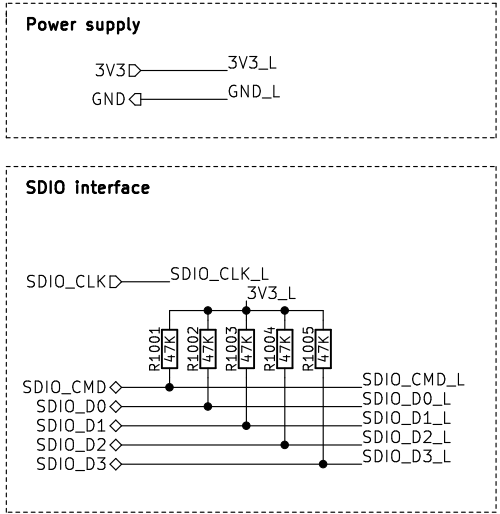 Power supply
3V3 3V3_L
GND GND_L
SDIO interface
SDIO_CLK SDIO_CLK_L
3V3_L
R1001 47K R1002 47K R1003 47K R1004 47K R1005 47K
SDIO_CMD SDIO_CMD_L
SDIO_D0 SDIO_D0_L
SDIO_D1 SDIO_D1_L
SDIO_D2 SDIO_D2_L
SDIO_D3 SDIO_D3_L